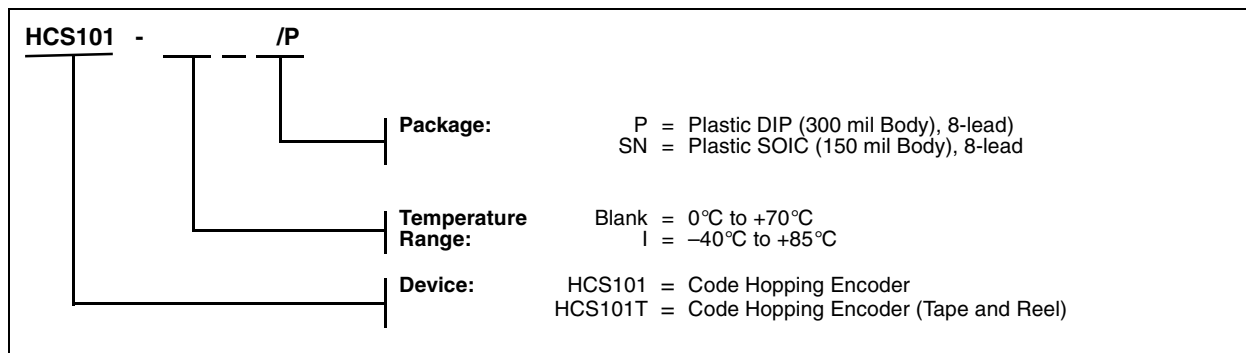 HCS101 - /P
Package: P = Plastic DIP (300 mil Body), 8-lead)
SN = Plastic SOIC (150 mil Body), 8-lead
Temperature Blank = 0°C to +70°C
Range: I = –40°C to +85°C
Device: HCS101 = Code Hopping Encoder
HCS101T = Code Hopping Encoder (Tape and Reel)